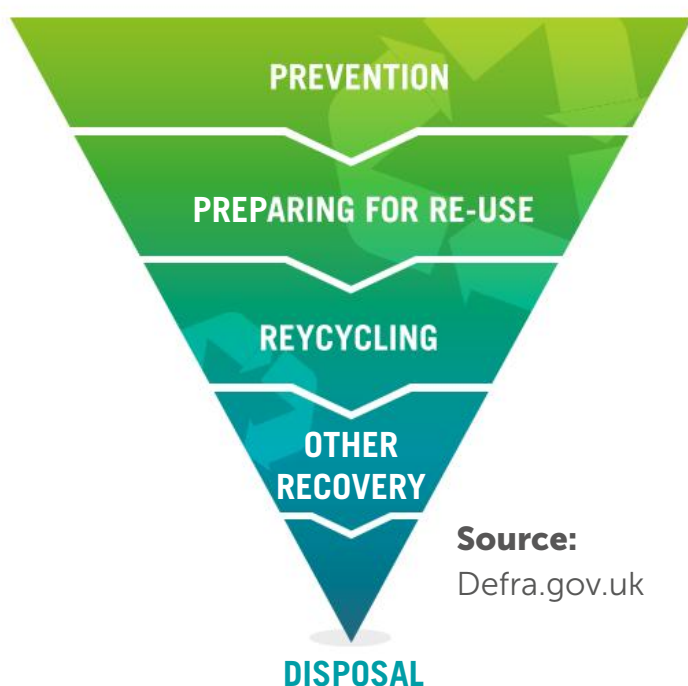 PREVENTION
PREPARING FOR RE-USE
REYCYCLING
OTHER
RECOVERY
Source:
Defra.gov.uk
DISPOSAL